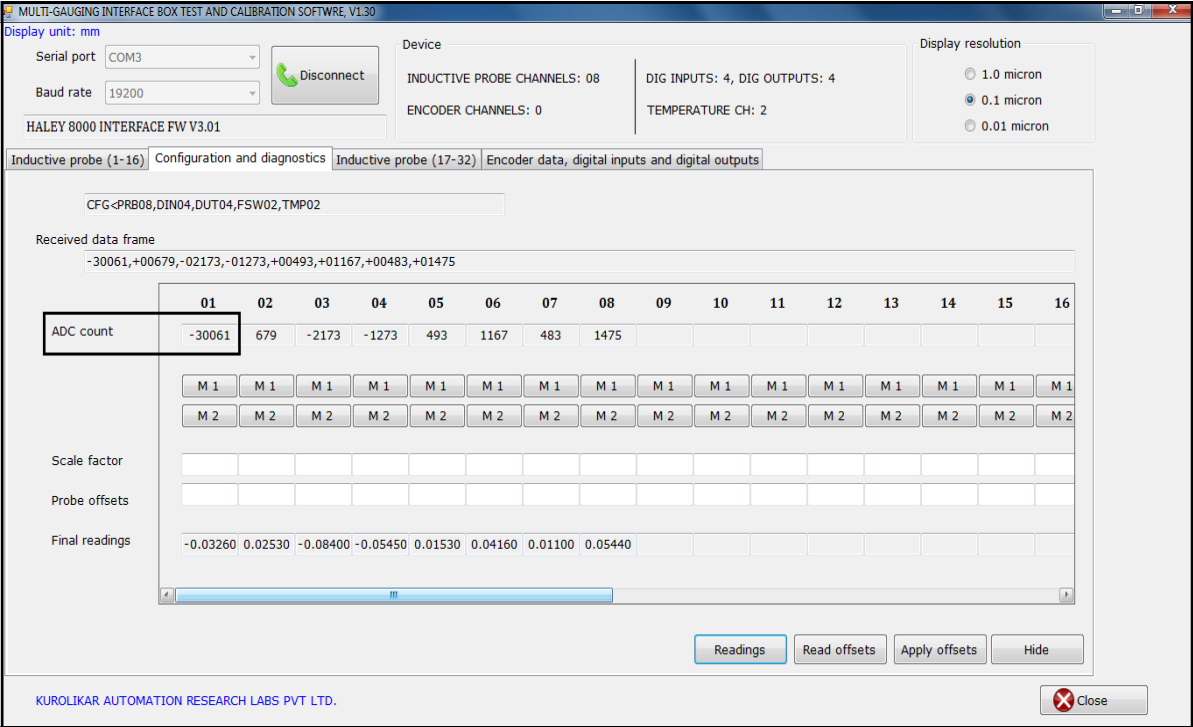 MULTI-GAUGING INTERFACE BOX TEST AND CALIBRATION SOFTWRE, V1.30
Display unit: mm
Serial port COM3
Baud rate 19200
Disconnect
HALEY 8000 INTERFACE FW V3.01
Device
INDUCTIVE PROBE CHANNELS: 08
ENCODER CHANNELS: 0
DIG INPUTS: 4, DIG OUTPUTS: 4
TEMPERATURE CH: 2
Display resolution
1.0 micron
0.1 micron
0.01 micron
Inductive probe (1-16) Configuration and diagnostics Inductive probe (17-32) Encoder data, digital inputs and digital outputs
CFG<PRB08,DIN04,DUT04,FSW02,TMP02
Received data frame
-30061,+00679,-02173,-01273,+00493,+01167,+00483,+01475
01 02 03 04 05 06 07 08 09 10 11 12 13 14 15 16
ADC count -30061 679 -2173 -1273 493 1167 483 1475
M 1 M 1 M 1 M 1 M 1 M 1 M 1 M 1 M 1 M 1 M 1 M 1 M 1 M 1 M 1 M 1
M 2 M 2 M 2 M 2 M 2 M 2 M 2 M 2 M 2 M 2 M 2 M 2 M 2 M 2 M 2 M 2
Scale factor
Probe offsets
Final readings -0.03260 0.02530 -0.08400 -0.05450 0.01530 0.04160 0.01100 0.05440
Readings Read offsets Apply offsets Hide
KUROLIKAR AUTOMATION RESEARCH LABS PVT LTD.
Close